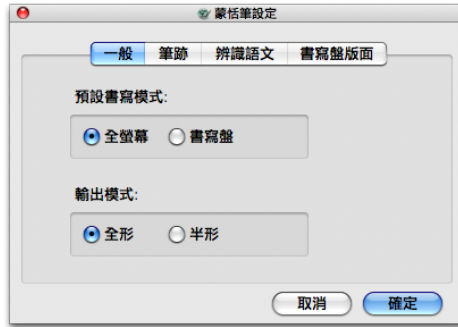 蒙恬筆設定
一般 筆跡 辨識語文 書寫盤版面
預設書寫模式:
全螢幕 書寫盤
輸出模式:
全形 半形
取消 確定